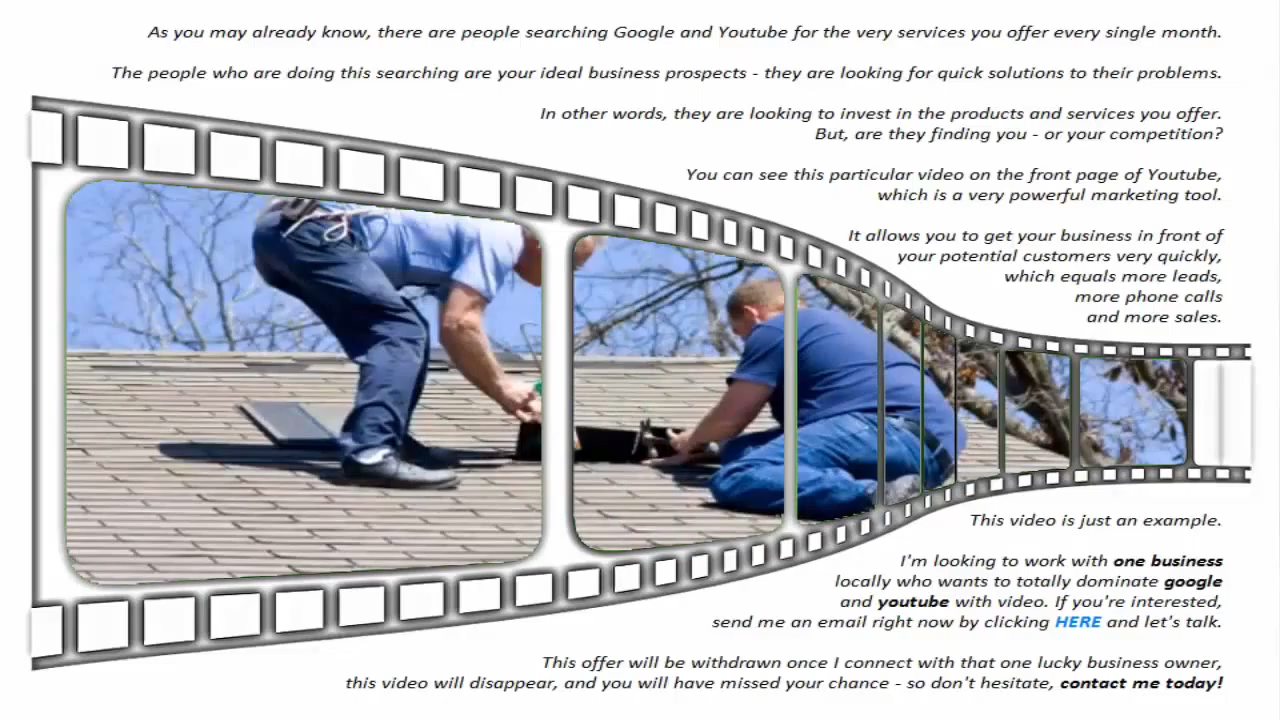 As you may already know, there are people searching Google and Youtube for the very services you offer every single month.
The people who are doing this searching are your ideal business prospects - they are looking for quick solutions to their problems.
In other words, they are looking to invest in the products and services you offer.
But, are they finding you - or your competition?
You can see this particular video on the front page of Youtube,
which is a very powerful marketing tool.
It allows you to get your business in front of
your potential customers very quickly,
which equals more leads,
more phone calls
and more sales.
This video is just an example.
I'm looking to work with one business
locally who wants to totally dominate google
and youtube with video. If you're interested,
send me an email right now by clicking HERE and let's talk.
This offer will be withdrawn once I connect with that one lucky business owner,
this video will disappear, and you will have missed your chance - so don't hesitate, contact me today!